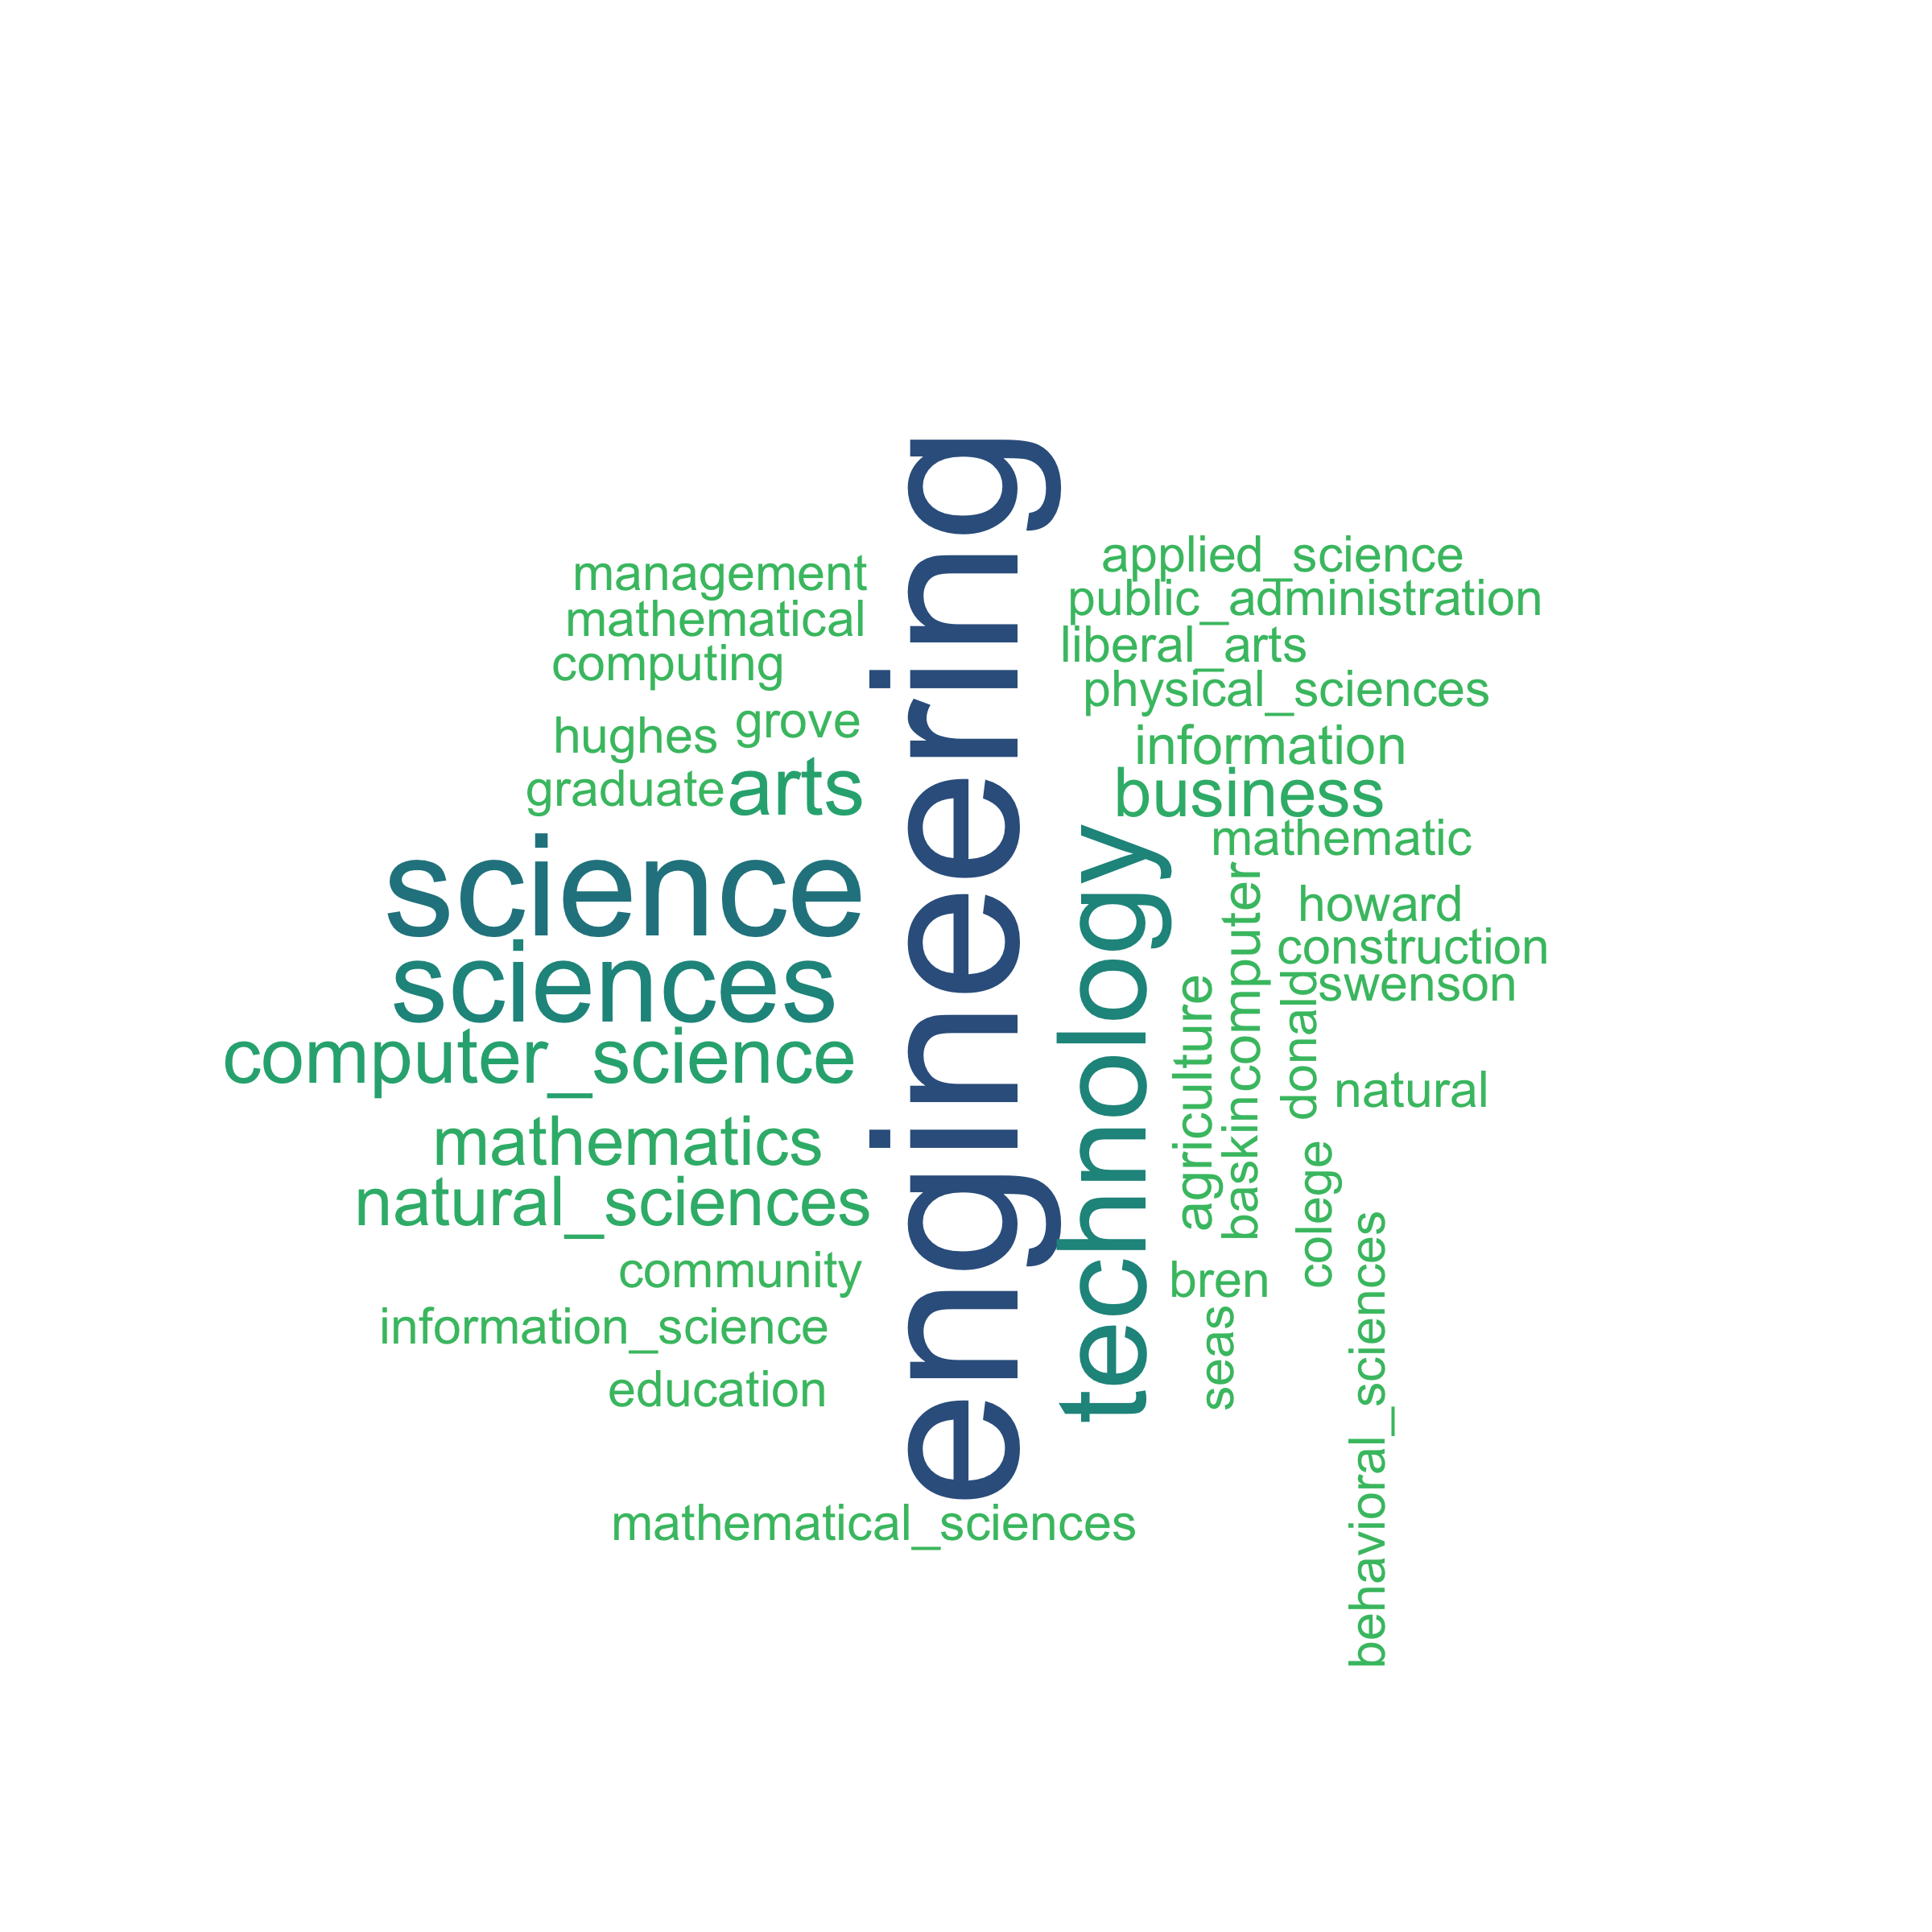 engineering
applied_science
management
public_administration
mathematical
liberal_arts
computing
physical_sciences
grove
hughes
information
graduate
arts
business
mathematic
technology
science
computer
howard
construction
sciences
swenson
donald
agriculture
computer_science
natural
baskin
mathematics
colege
natural_sciences
behavioral_sciences
community
bren
seas
information_science
education
mathematical_sciences